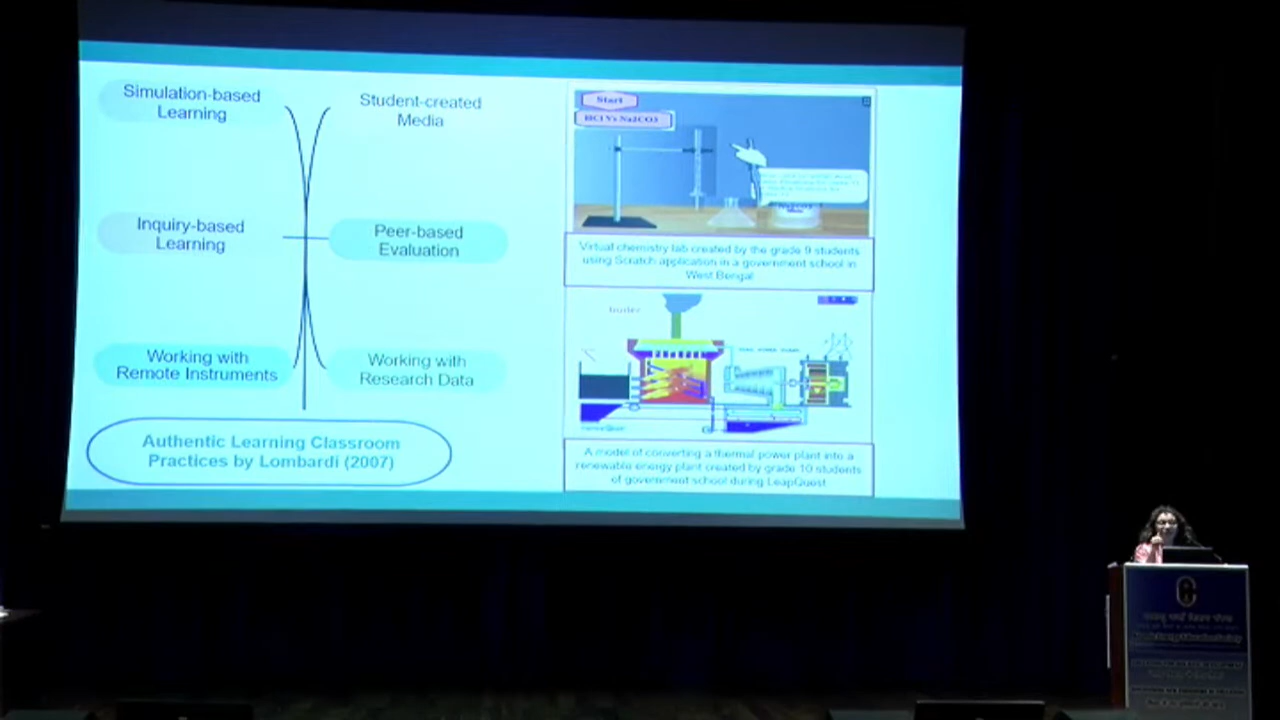 Simulation-based
Learning
Student-created
Media
Inquiry-based
Learning
Peer-based
Evaluation
Working with
Remote Instruments
Working with
Research Data
Authentic Learning Classroom
Practices by Lombardi (2007)
Start
HCl Vs Na2CO3
Virtual chemistry lab created by the grade 9 students
using Scratch application in a government school in
West Bengal
A model of converting a thermal power plant into a
renewable energy plant created by grade 10 students
of government school during LeapQuest